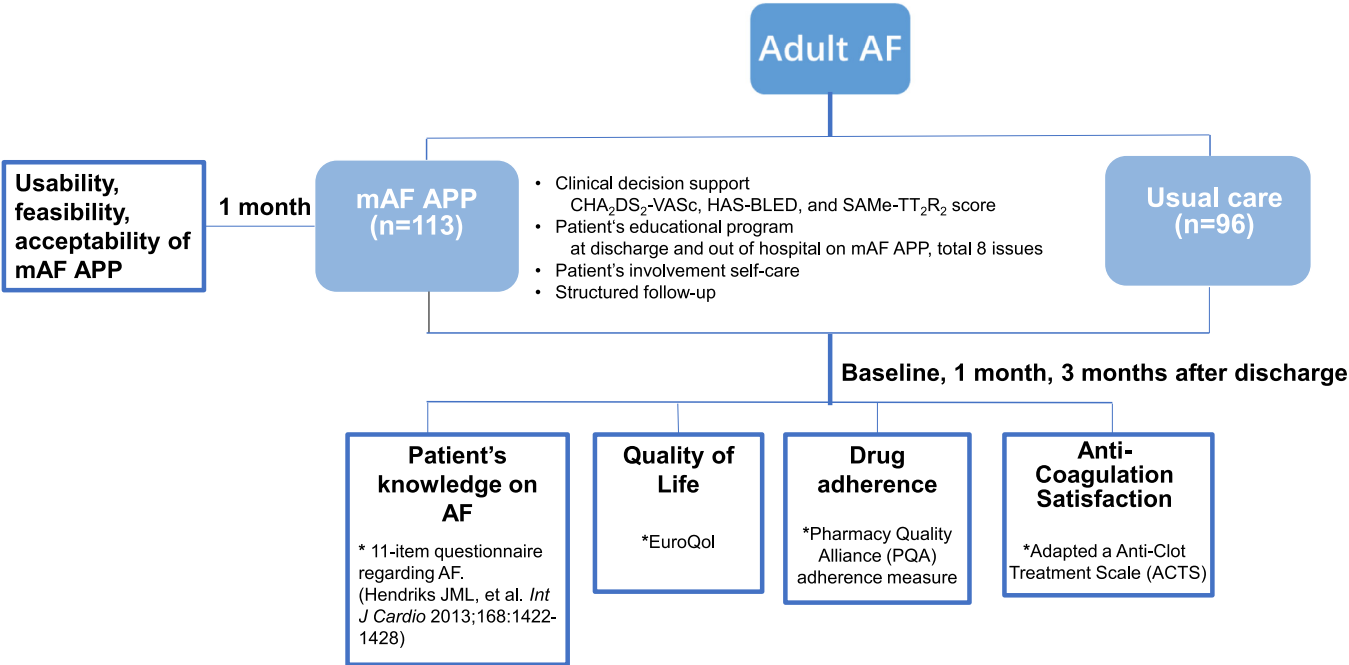 Adult AF
Usability,
feasibility,
acceptability of
mAF APP
1 month
mAF APP
(n=113)
• Clinical decision support
CHA₂DS₂-VASc, HAS-BLED, and SAMe-TT₂R₂ score
• Patient‘s educational program
at discharge and out of hospital on mAF APP, total 8 issues
• Patient’s involvement self-care
• Structured follow-up
Usual care
(n=96)
Baseline, 1 month, 3 months after discharge
Patient’s
knowledge on
AF
* 11-item questionnaire
regarding AF.
(Hendriks JML, et al. Int
J Cardio 2013;168:1422-
1428)
Quality of
Life
*EuroQol
Drug
adherence
*Pharmacy Quality
Alliance (PQA)
adherence measure
Anti-
Coagulation
Satisfaction
*Adapted a Anti-Clot
Treatment Scale (ACTS)